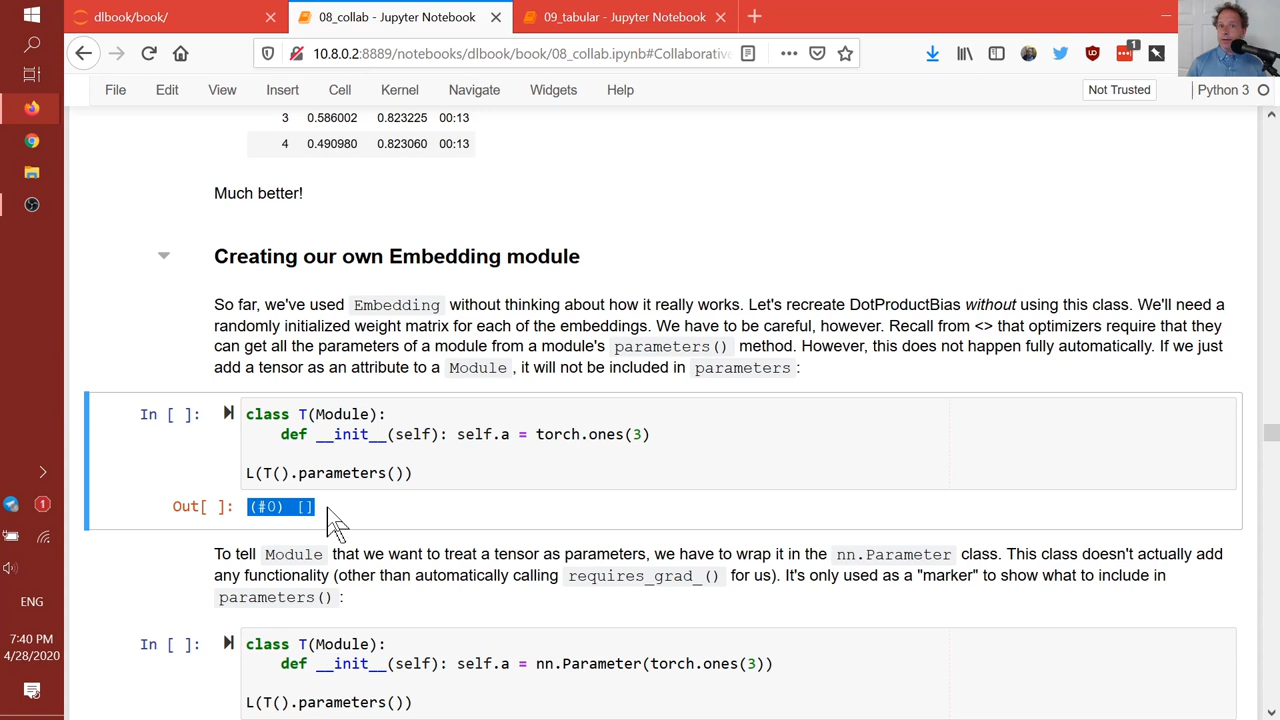 dlbook/book/
08_collab - Jupyter Notebook
09_tabular - Jupyter Notebook
10.8.0.2:8889/notebooks/dlbook/book/08_collab.ipynb#Collaborative
1
File Edit View Insert Cell Kernel Navigate Widgets Help
Not Trusted
Python 3
3 0.586002 0.823225 00:13
4 0.490980 0.823060 00:13
Much better!
Creating our own Embedding module
So far, we've used Embedding without thinking about how it really works. Let's recreate DotProductBias without using this class. We'll need a
randomly initialized weight matrix for each of the embeddings. We have to be careful, however. Recall from <> that optimizers require that they
can get all the parameters of a module from a module's parameters() method. However, this does not happen fully automatically. If we just
add a tensor as an attribute to a Module , it will not be included in parameters :
In [ ]: class T(Module):
def __init__(self): self.a = torch.ones(3)
L(T().parameters())
Out[ ]: (#0) []
To tell Module that we want to treat a tensor as parameters, we have to wrap it in the nn.Parameter class. This class doesn't actually add
any functionality (other than automatically calling requires_grad_() for us). It's only used as a "marker" to show what to include in
parameters() :
In [ ]: class T(Module):
def __init__(self): self.a = nn.Parameter(torch.ones(3))
L(T().parameters())
1
ENG
7:40 PM
4/28/2020